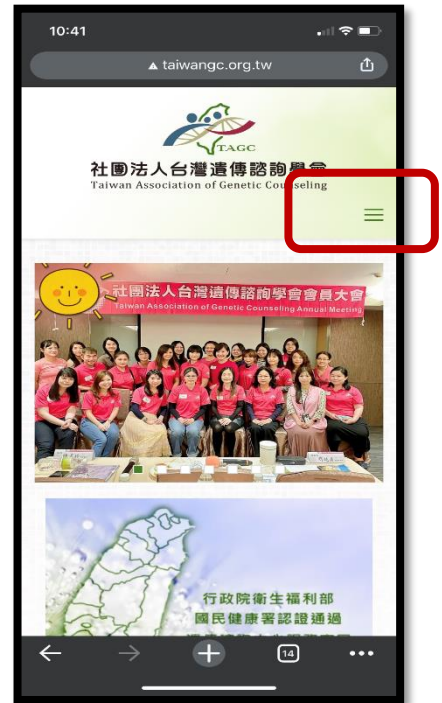 10:41
taiwangc.org.tw
TAGC
社團法人台灣遺傳諮詢學會
Taiwan Association of Genetic Counseling
社團法人台灣遺傳諮詢學會會員大會
Taiwan Association of Genetic Counseling Annual Meeting
行政院衛生福利部
國民健康署認證通過
14